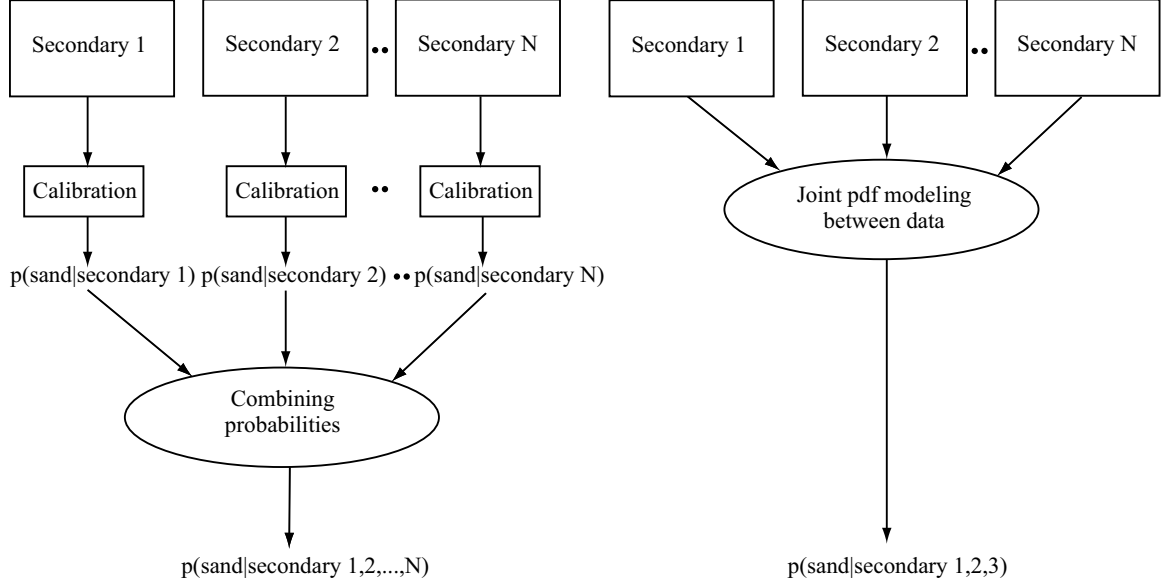 Secondary 1
Secondary 2
Secondary N
Calibration
Calibration
Calibration
p(sand|secondary 1)
p(sand|secondary 2)
p(sand|secondary N)
Combining
probabilities
p(sand|secondary 1,2,...,N)
Secondary 1
Secondary 2
Secondary N
Joint pdf modeling
between data
p(sand|secondary 1,2,3)